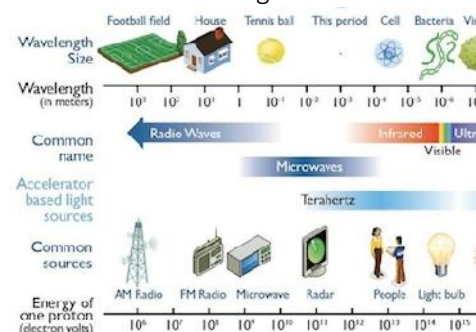 Football field House Tennis ball This period Cell Bacteria
Wavelength
Size
Wavelength
(in meters)
10³ 10² 10¹ 1 10⁻¹ 10⁻² 10⁻³ 10⁻⁴ 10⁻⁵ 10⁻⁶
Common
name
Radio Waves Infrared
Visible
Microwaves
Accelerator
based light
sources
Terahertz
Common
sources
AM Radio FM Radio Microwave Radar People Light bulb
Energy of
one proton
(electron volts)
10⁶ 10⁷ 10⁸ 10⁹ 10¹⁰ 10¹¹ 10¹² 10¹³ 10¹⁴